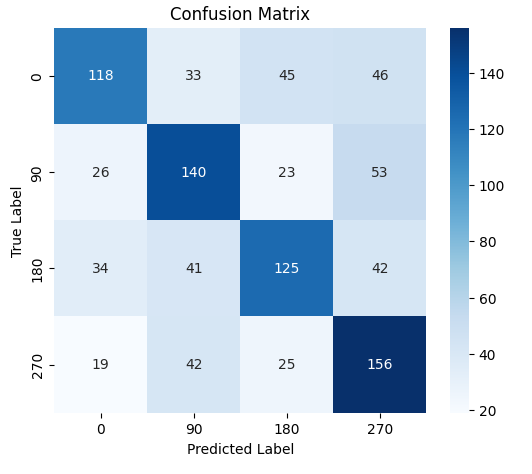 Confusion Matrix
True Label
0 118 33 45 46
90 26 140 23 53
180 34 41 125 42
270 19 42 25 156
0 90 180 270
Predicted Label
140
120
100
80
60
40
20